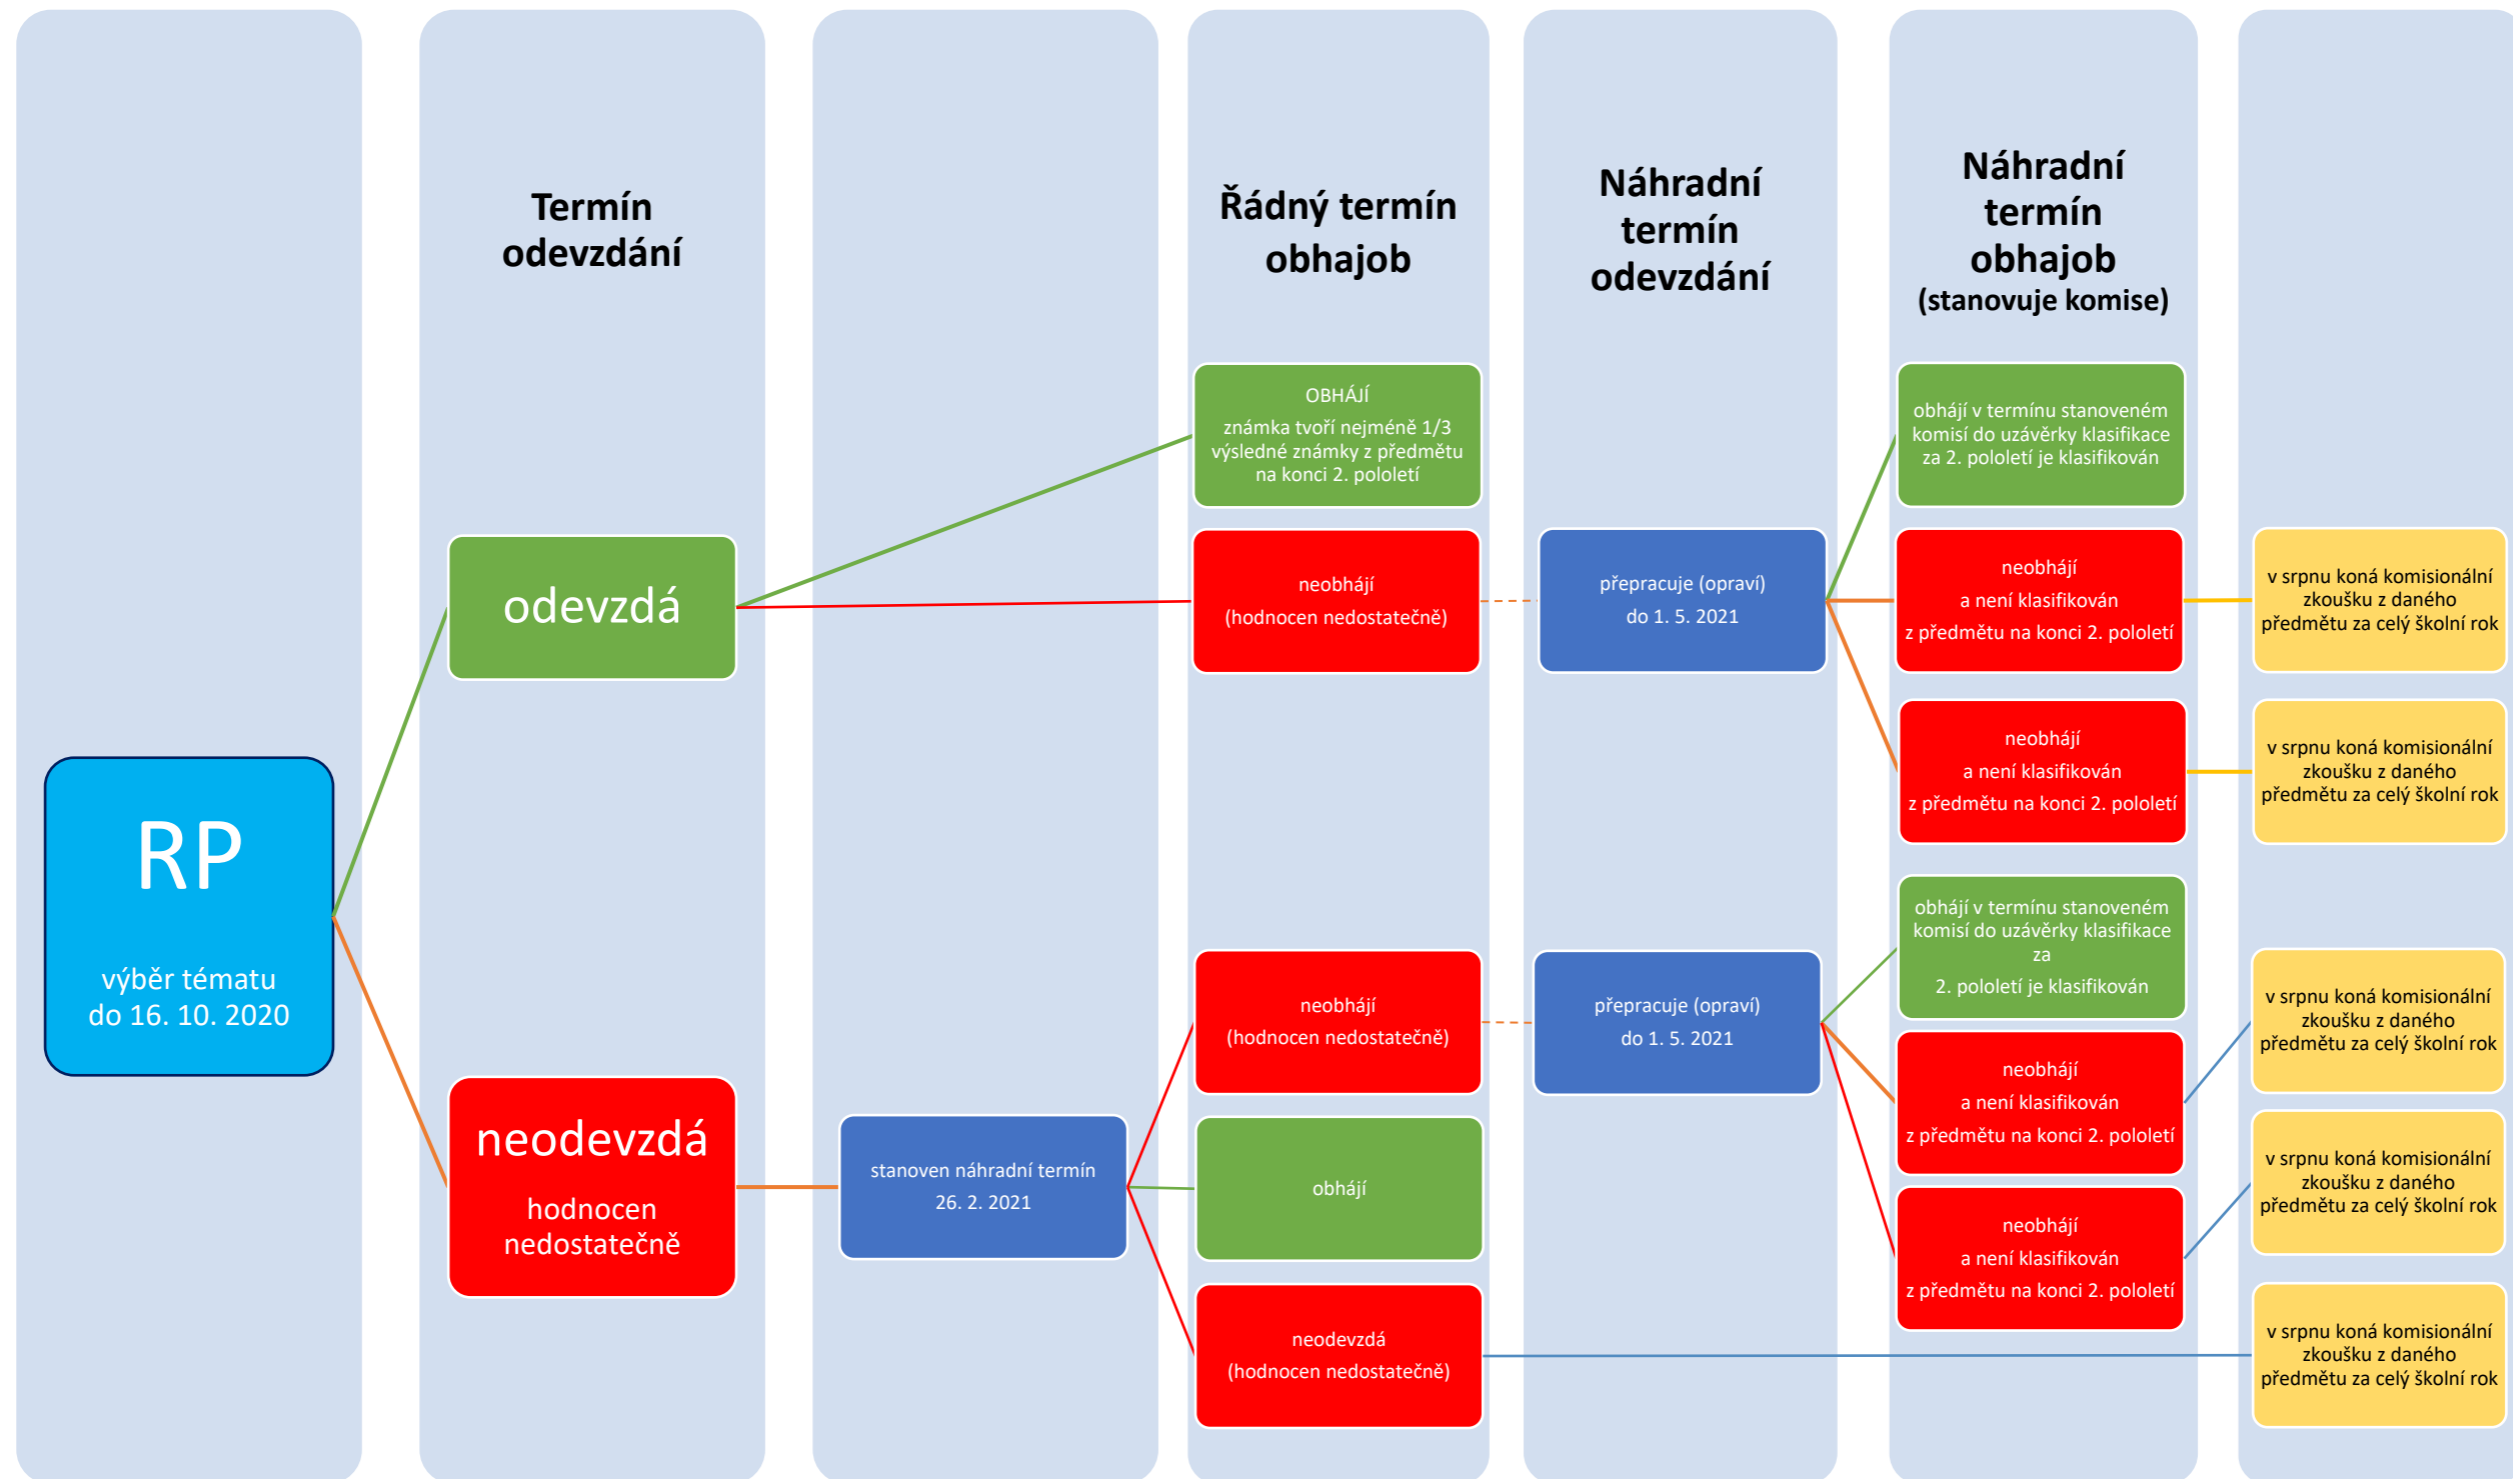 Termín
odevzdání
Řádný termín
obhajob
Náhradní
termín
odevzdání
Náhradní
termín
obhajob
(stanovuje komise)
RP
výběr tématu
do 16. 10. 2020
odevzdá
neodevzdá
hodnocen
nedostatečně
stanoven náhradní termín
26. 2. 2021
OBHÁJÍ
známka tvoří nejméně 1/3
výsledné známky z předmětu
na konci 2. pololetí
neobhájí
(hodnocen nedostatečně)
neobhájí
(hodnocen nedostatečně)
obhájí
neodevzdá
(hodnocen nedostatečně)
přepracuje (opraví)
do 1. 5. 2021
přepracuje (opraví)
do 1. 5. 2021
obhájí v termínu stanoveném
komisí do uzávěrky klasifikace
za 2. pololetí je klasifikován
neobhájí
a není klasifikován
z předmětu na konci 2. pololetí
neobhájí
a není klasifikován
z předmětu na konci 2. pololetí
obhájí v termínu stanoveném
komisí do uzávěrky klasifikace
za
2. pololetí je klasifikován
neobhájí
a není klasifikován
z předmětu na konci 2. pololetí
neobhájí
a není klasifikován
z předmětu na konci 2. pololetí
v srpnu koná komisionální
zkoušku z daného
předmětu za celý školní rok
v srpnu koná komisionální
zkoušku z daného
předmětu za celý školní rok
v srpnu koná komisionální
zkoušku z daného
předmětu za celý školní rok
v srpnu koná komisionální
zkoušku z daného
předmětu za celý školní rok
v srpnu koná komisionální
zkoušku z daného
předmětu za celý školní rok